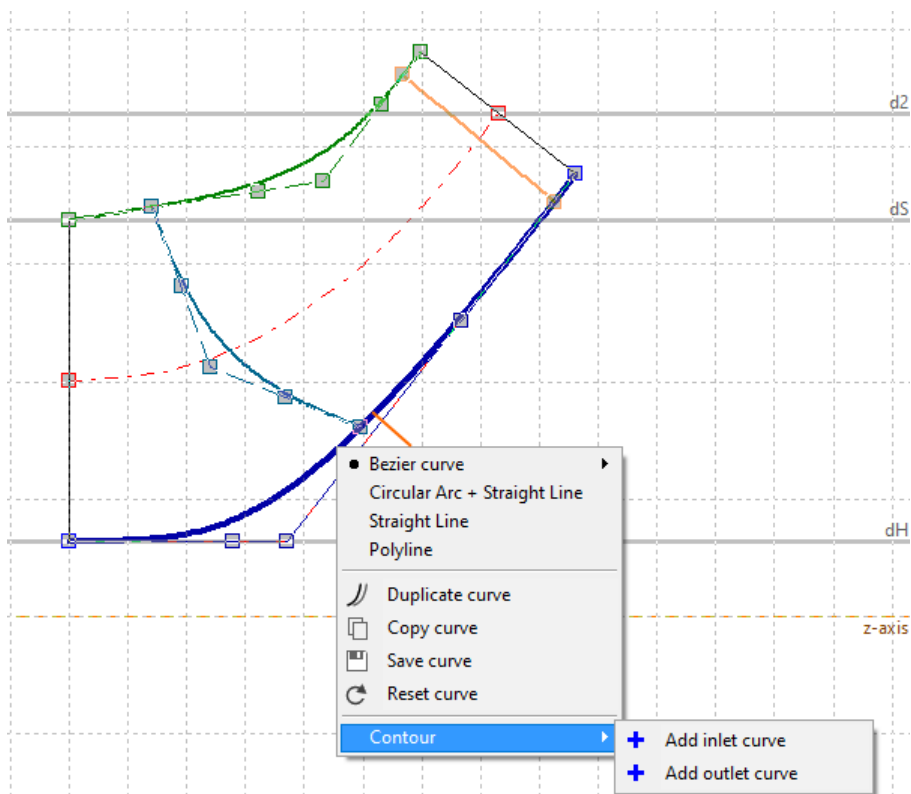 d2
dS
Bezier curve
Circular Arc + Straight Line
Straight Line
dH
Polyline
Duplicate curve
z-axis
Copy curve
Save curve
Reset curve
Contour
Add inlet curve
Add outlet curve